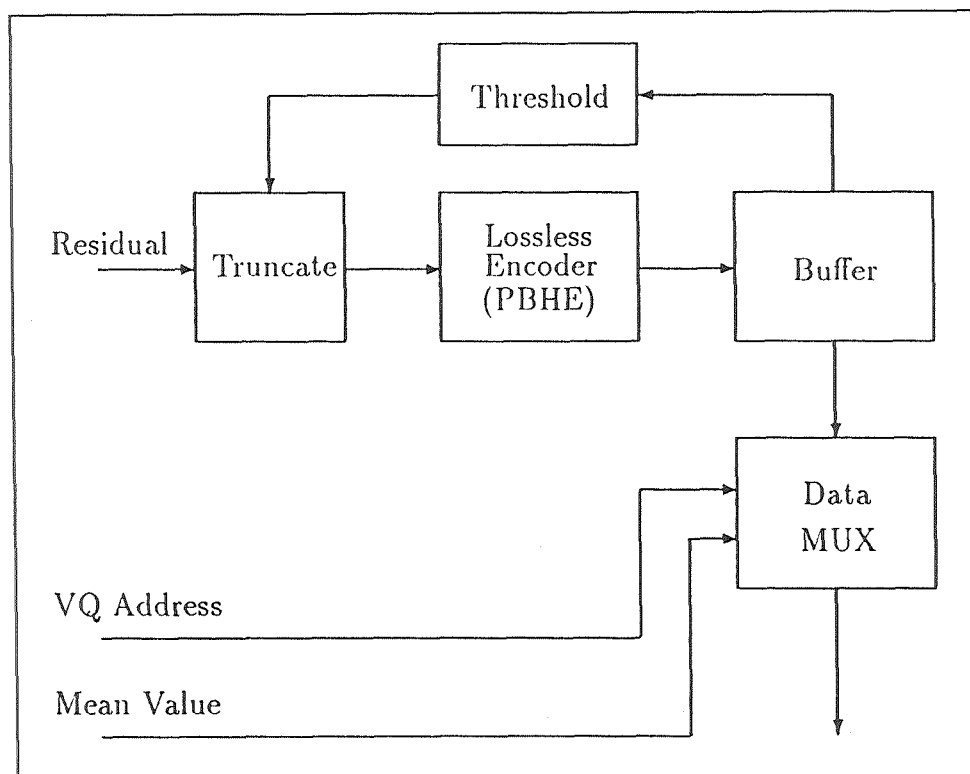 Threshold
Residual
Truncate
Lossless
Encoder
(PBHE)
Buffer
Data
MUX
VQ Address
Mean Value